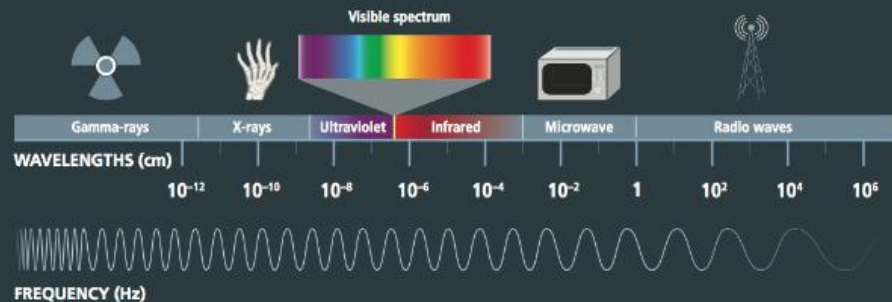 Visible spectrum
Gamma-rays X-rays Ultraviolet Infrared Microwave Radio waves
WAVELENGTHS (cm)
10⁻¹² 10⁻¹⁰ 10⁻⁸ 10⁻⁶ 10⁻⁴ 10⁻² 1 10² 10⁴ 10⁶
FREQUENCY (Hz)